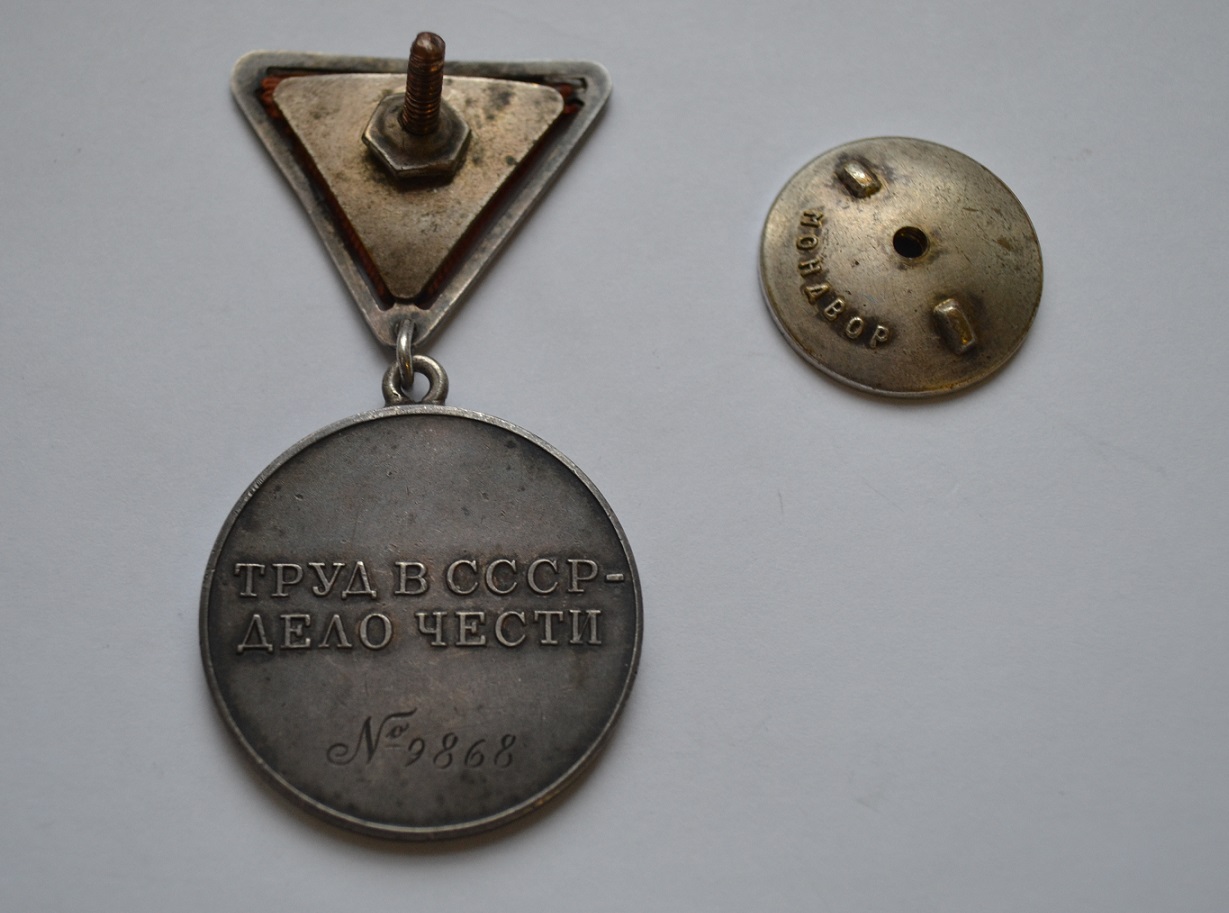 ТРУД В СССР-
ДЕЛО ЧЕСТИ
№ 9868
МОНДВОР